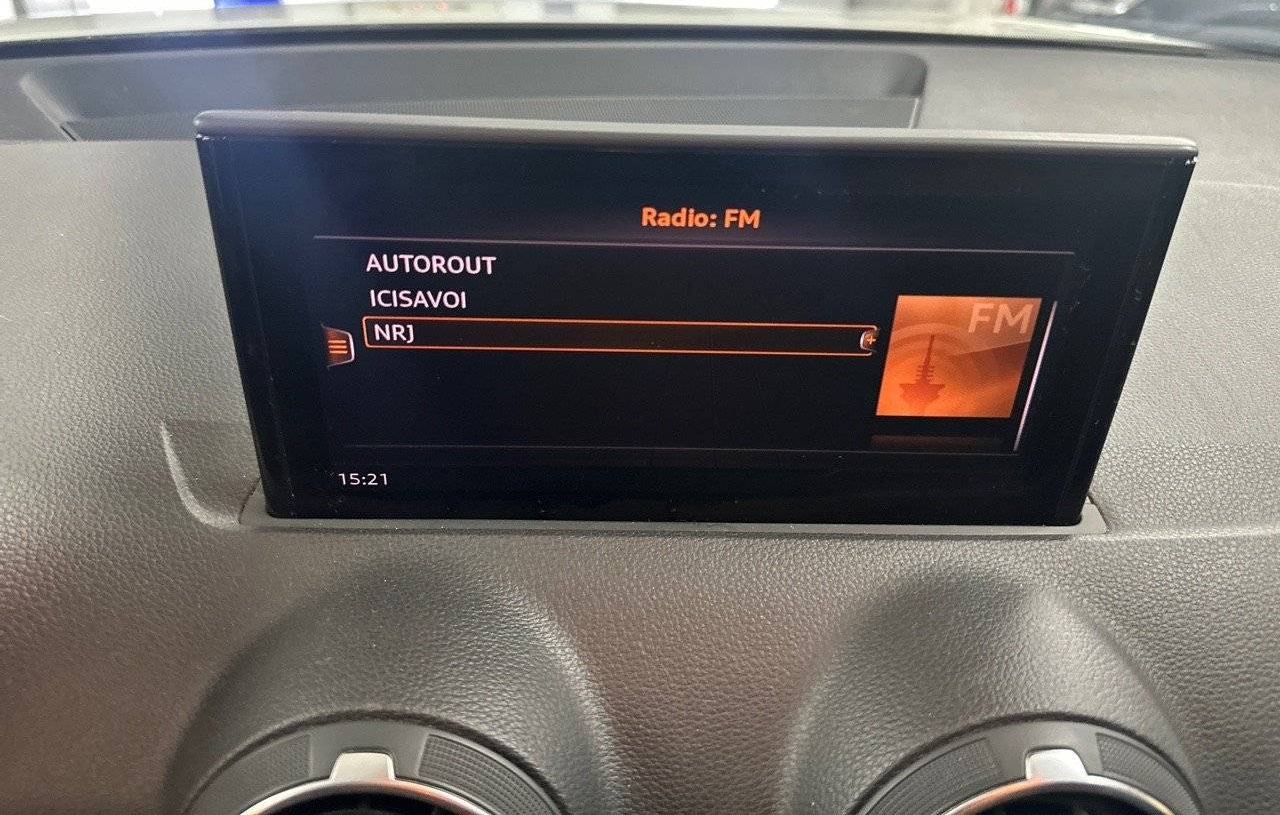 Radio: FM
AUTOROUT
ICISAVOI
NRJ
FM
15:21